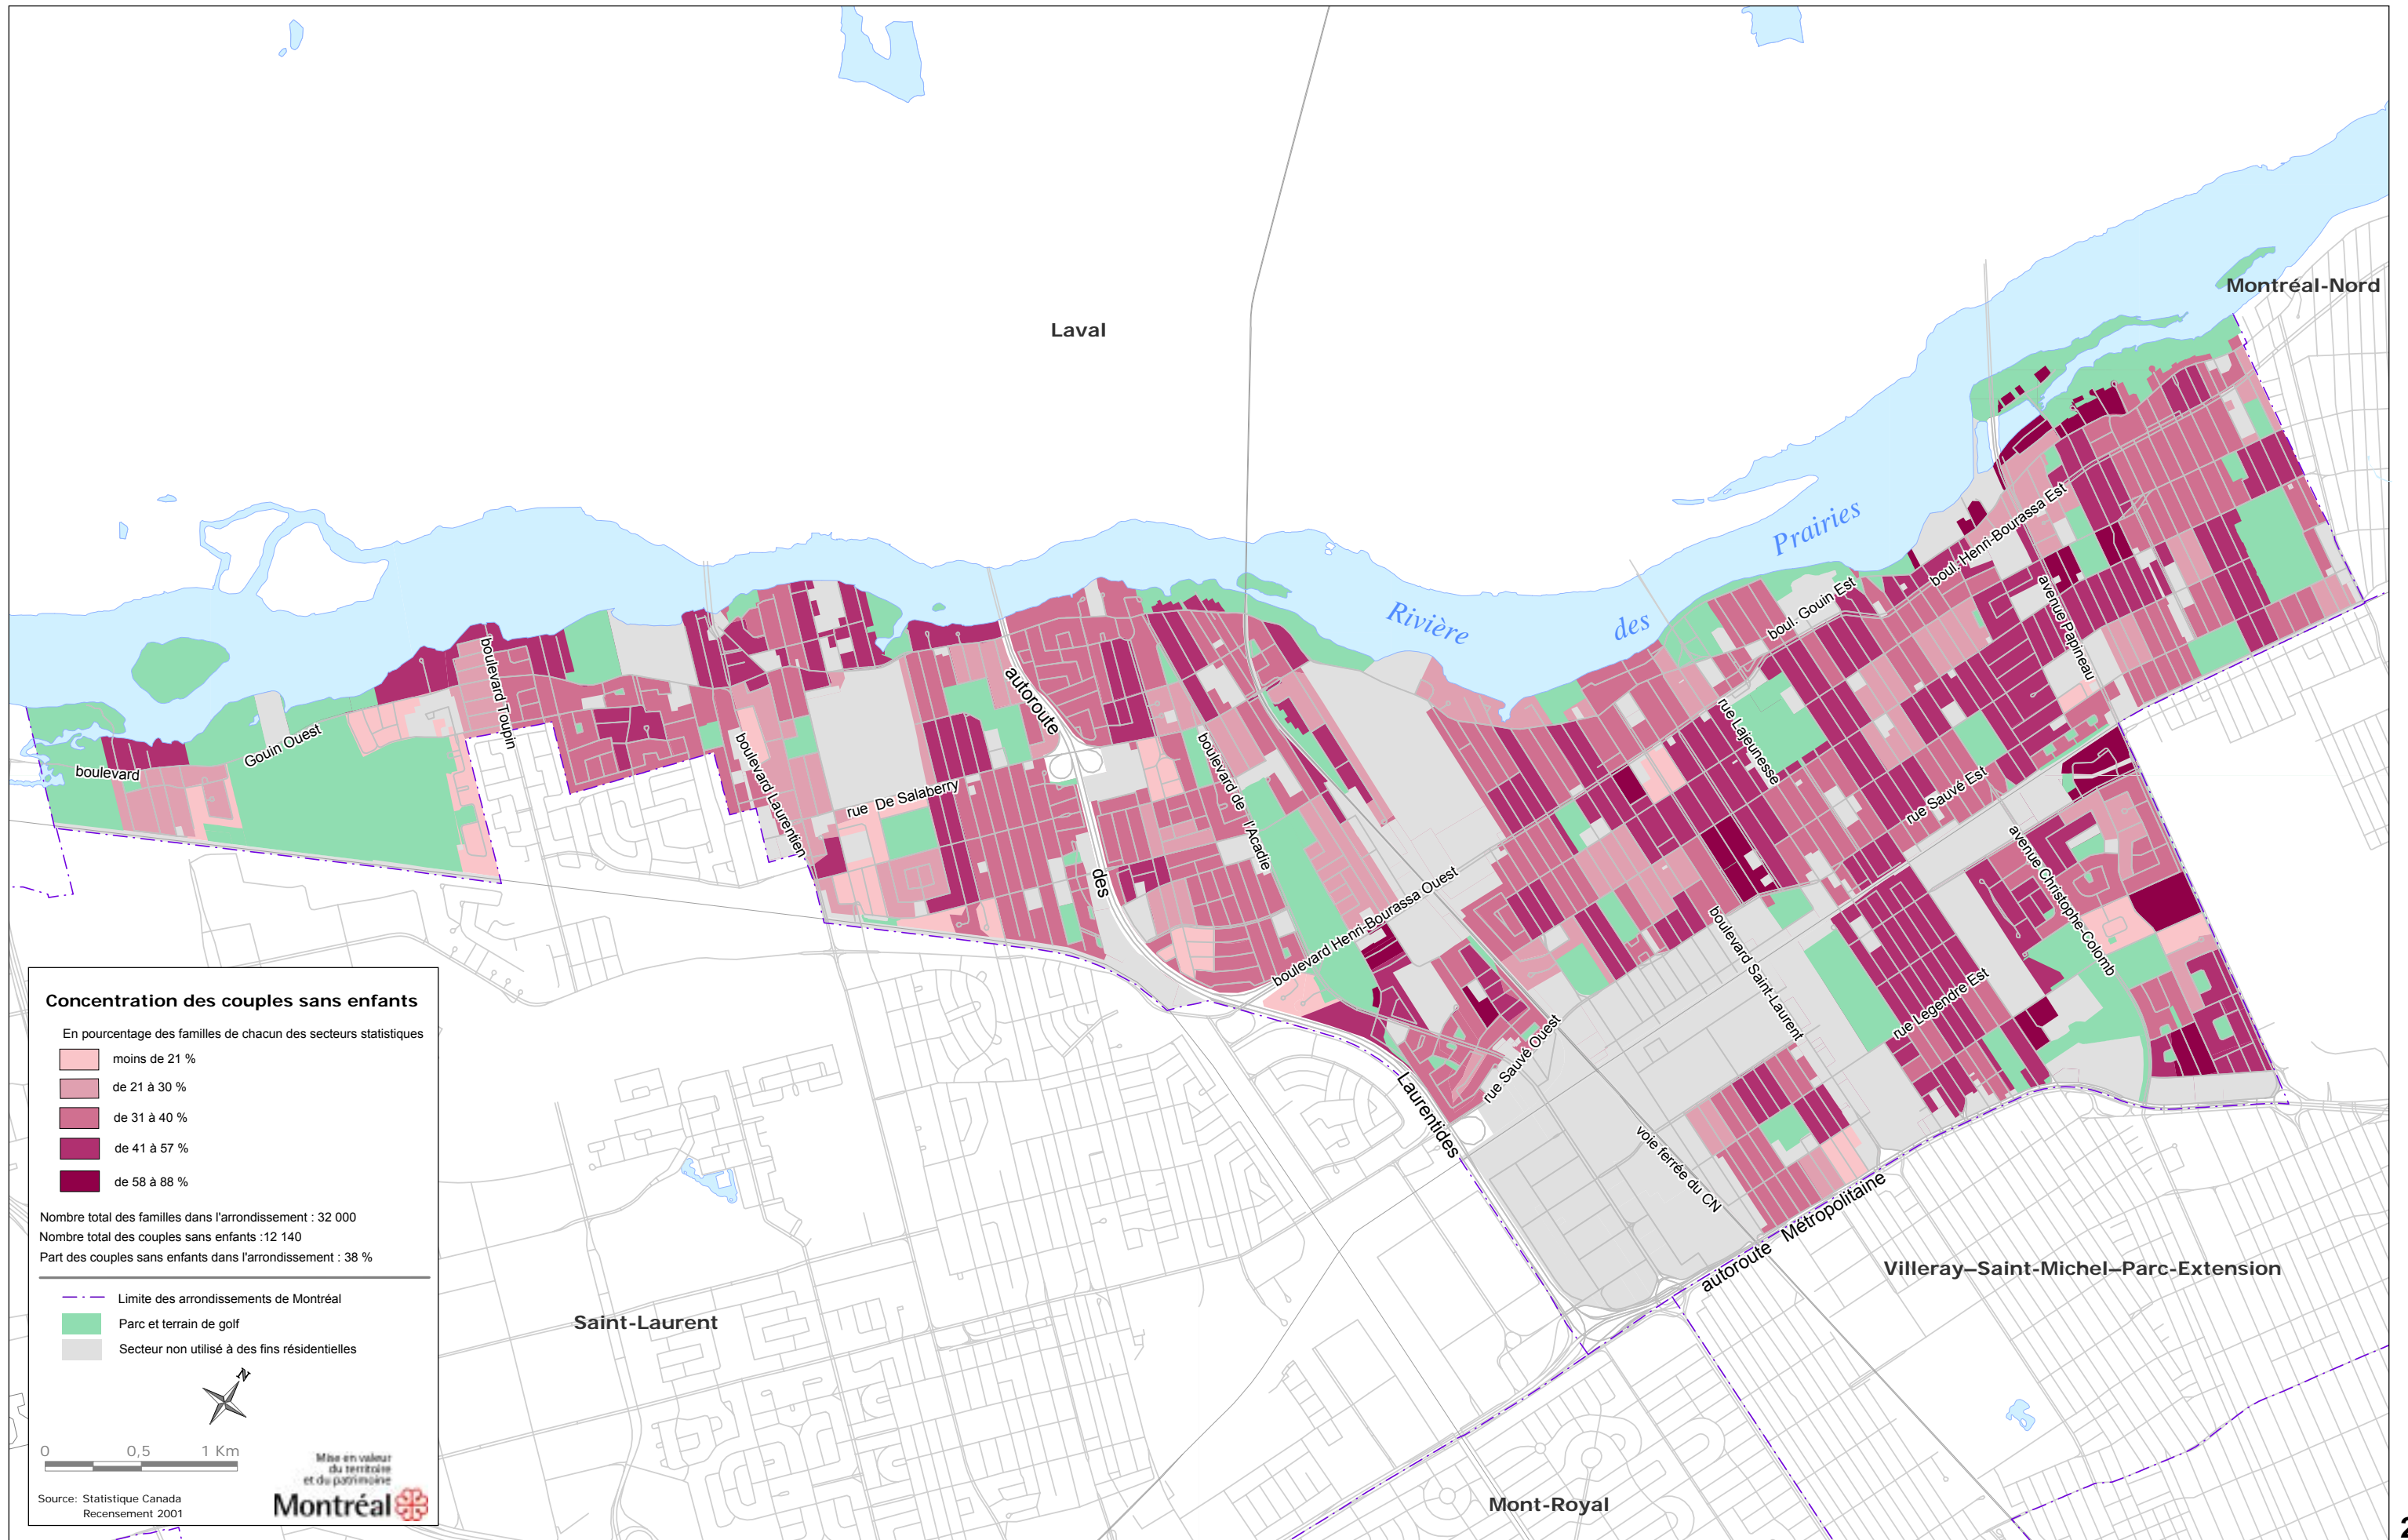 Montréal-Nord
Laval
Rivière
des
Prairies
boul. Henri-Bourassa Est
boul. Gouin Est
avenue Papineau
boulevard Toupin
autoroute
Gouin Ouest
boulevard
boulevard Laurentien
boulevard de
l'Acadie
rue Lajeunesse
rue De Salaberry
rue Sauvé Est
des
avenue Christophe-Colomb
boulevard Henri-Bourassa Ouest
boulevard Saint-Laurent
rue Legendre Est
rue Sauvé Ouest
Laurentides
voie ferrée du CN
autoroute Métropolitaine
Villeray–Saint-Michel–Parc-Extension
Saint-Laurent
Mont-Royal
Concentration des couples sans enfants
En pourcentage des familles de chacun des secteurs statistiques
moins de 21 %
de 21 à 30 %
de 31 à 40 %
de 41 à 57 %
de 58 à 88 %
Nombre total des familles dans l'arrondissement : 32 000
Nombre total des couples sans enfants :12 140
Part des couples sans enfants dans l'arrondissement : 38 %
Limite des arrondissements de Montréal
Parc et terrain de golf
Secteur non utilisé à des fins résidentielles
N
0 0,5 1 Km
Mise en valeur
du territoire
et du patrimoine
Montréal
Source: Statistique Canada
Recensement 2001